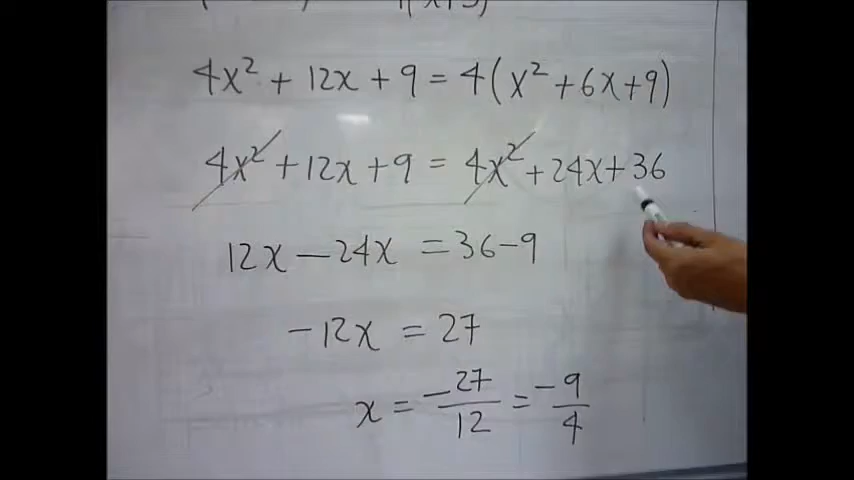 4x² + 12x + 9 = 4(x² + 6x + 9)
4x² + 12x + 9 = 4x² + 24x + 36
12x − 24x = 36 − 9
−12x = 27
x = −27/12 = −9/4